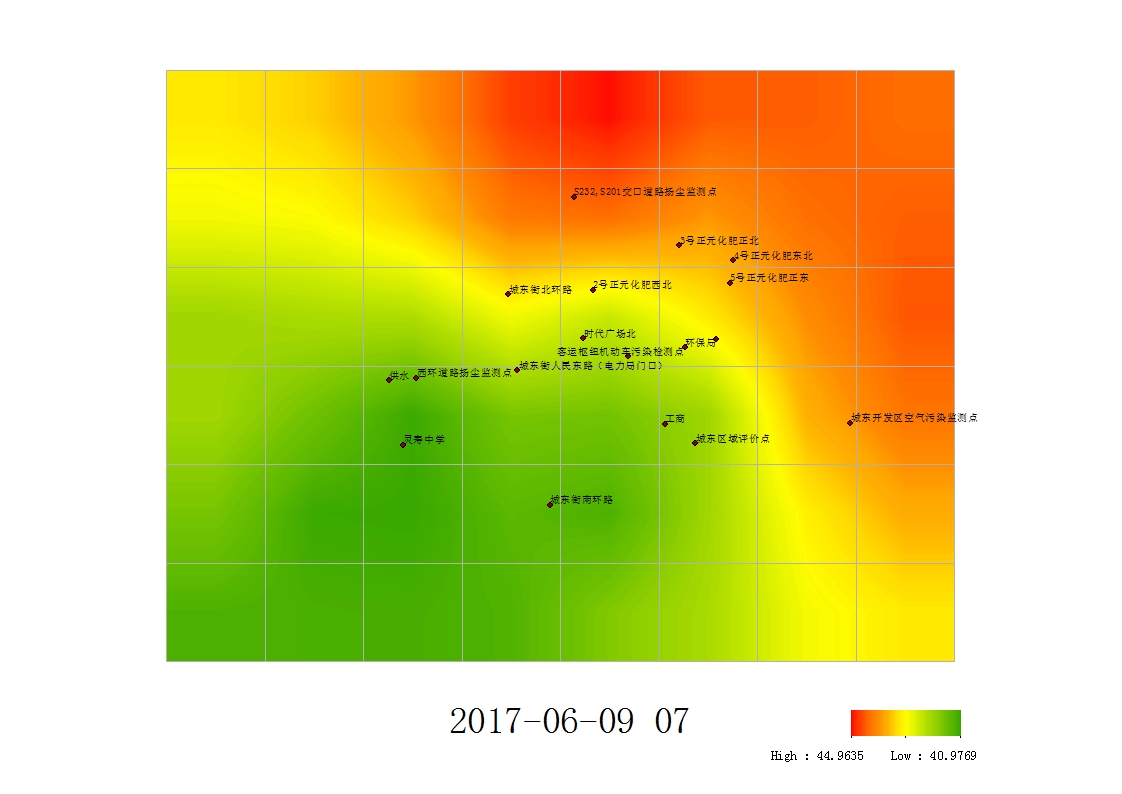 S232,S201交口道路扬尘监测点
3号正元化肥正北
4号正元化肥东北
5号正元化肥正东
城东街北环路
2号正元化肥西北
时代广场北
环保局
客运枢纽机动车污染检测点
城东街人民东路（电力局门口）
供水
西环道路扬尘监测点
工商
城东开发区空气污染监测点
灵寿中学
城东区域评价点
城东街南环路
2017-06-09 07
High : 44.9635 Low : 40.9769